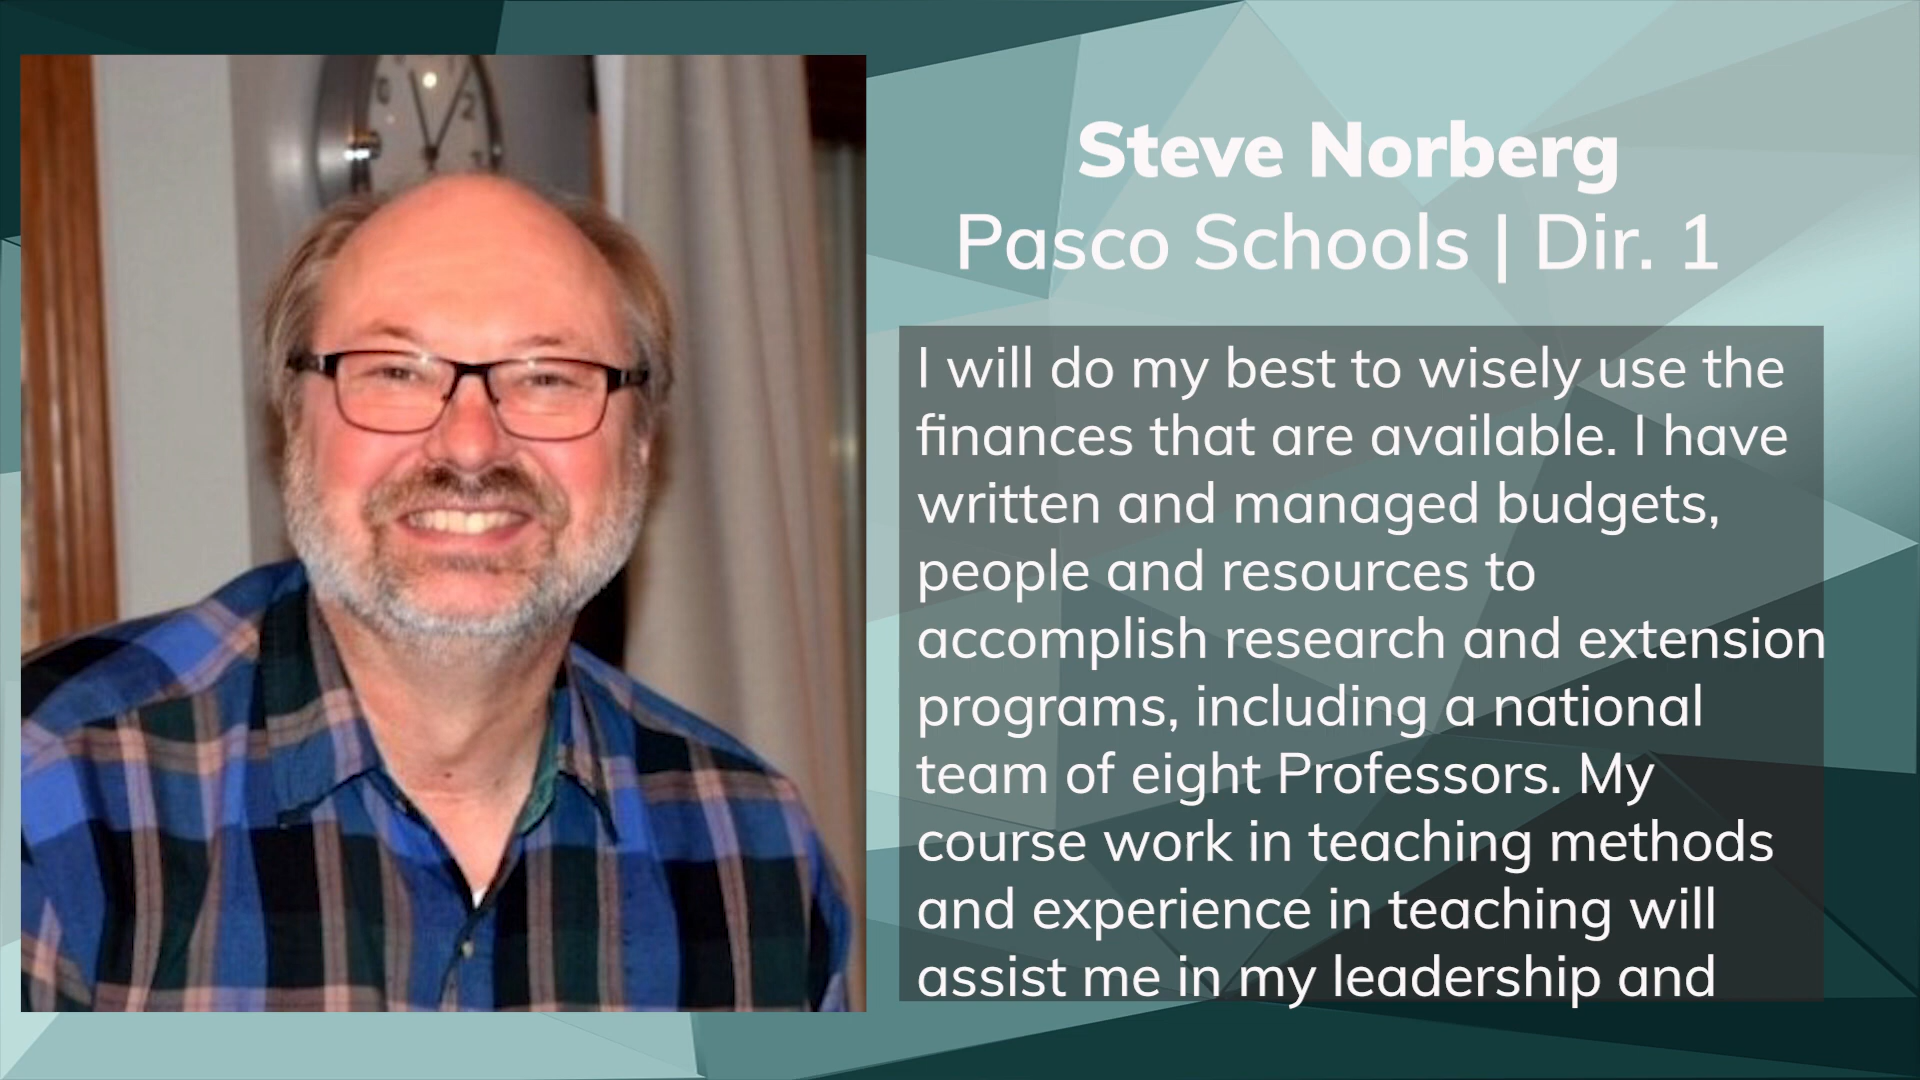 Steve Norberg
Pasco Schools | Dir. 1
I will do my best to wisely use the
finances that are available. I have
written and managed budgets,
people and resources to
accomplish research and extension
programs, including a national
team of eight Professors. My
course work in teaching methods
and experience in teaching will
assist me in my leadership and